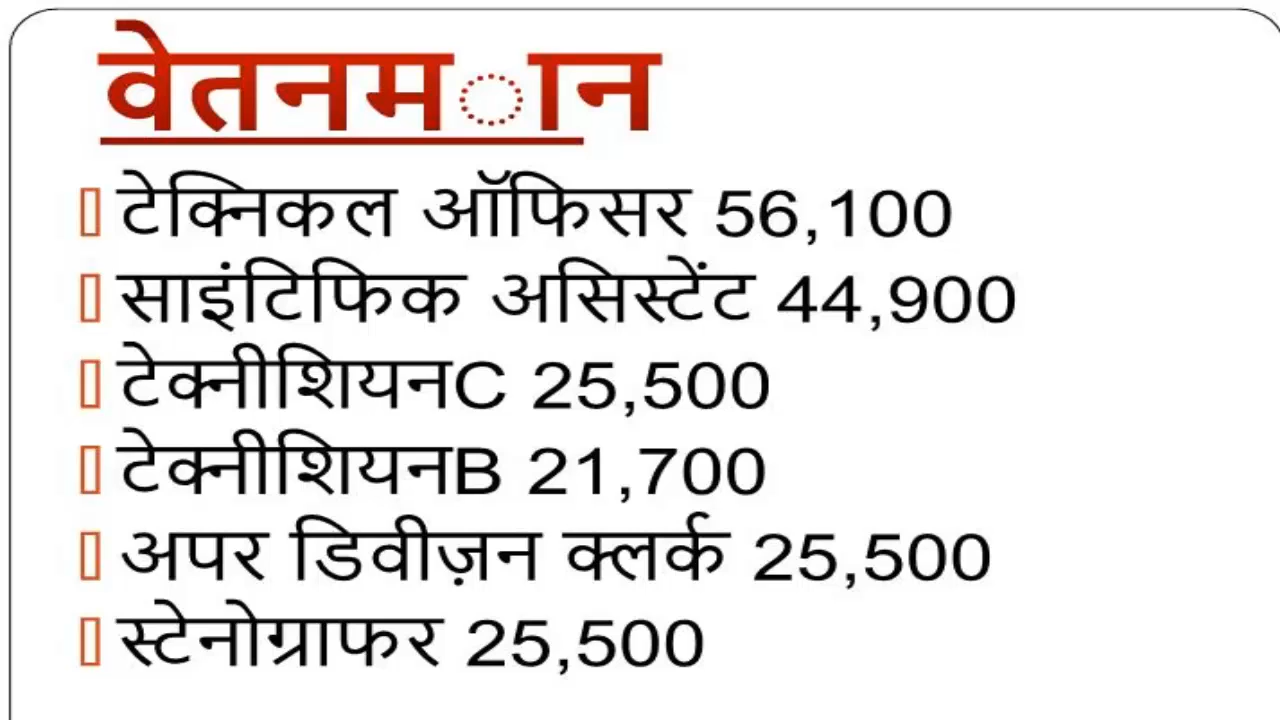 वेतनमान
टेक्निकल ऑफिसर 56,100
साइंटिफिक असिस्टेंट 44,900
टेक्नीशियनC 25,500
टेक्नीशियनB 21,700
अपर डिवीज़न क्लर्क 25,500
स्टेनोग्राफर 25,500